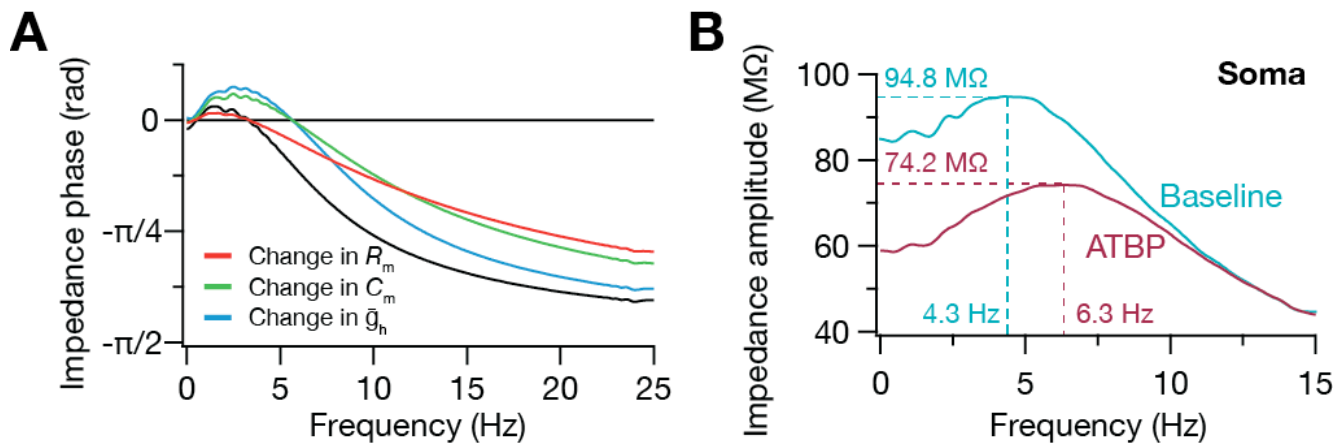 A
Impedance phase (rad)
0
-π/4
-π/2
Change in Rm
Change in Cm
Change in ḡh
0 5 10 15 20 25
Frequency (Hz)
B
Impedance amplitude (MΩ)
Soma
100
80
60
40
94.8 MΩ
74.2 MΩ
Baseline
ATBP
4.3 Hz
6.3 Hz
0 5 10 15
Frequency (Hz)